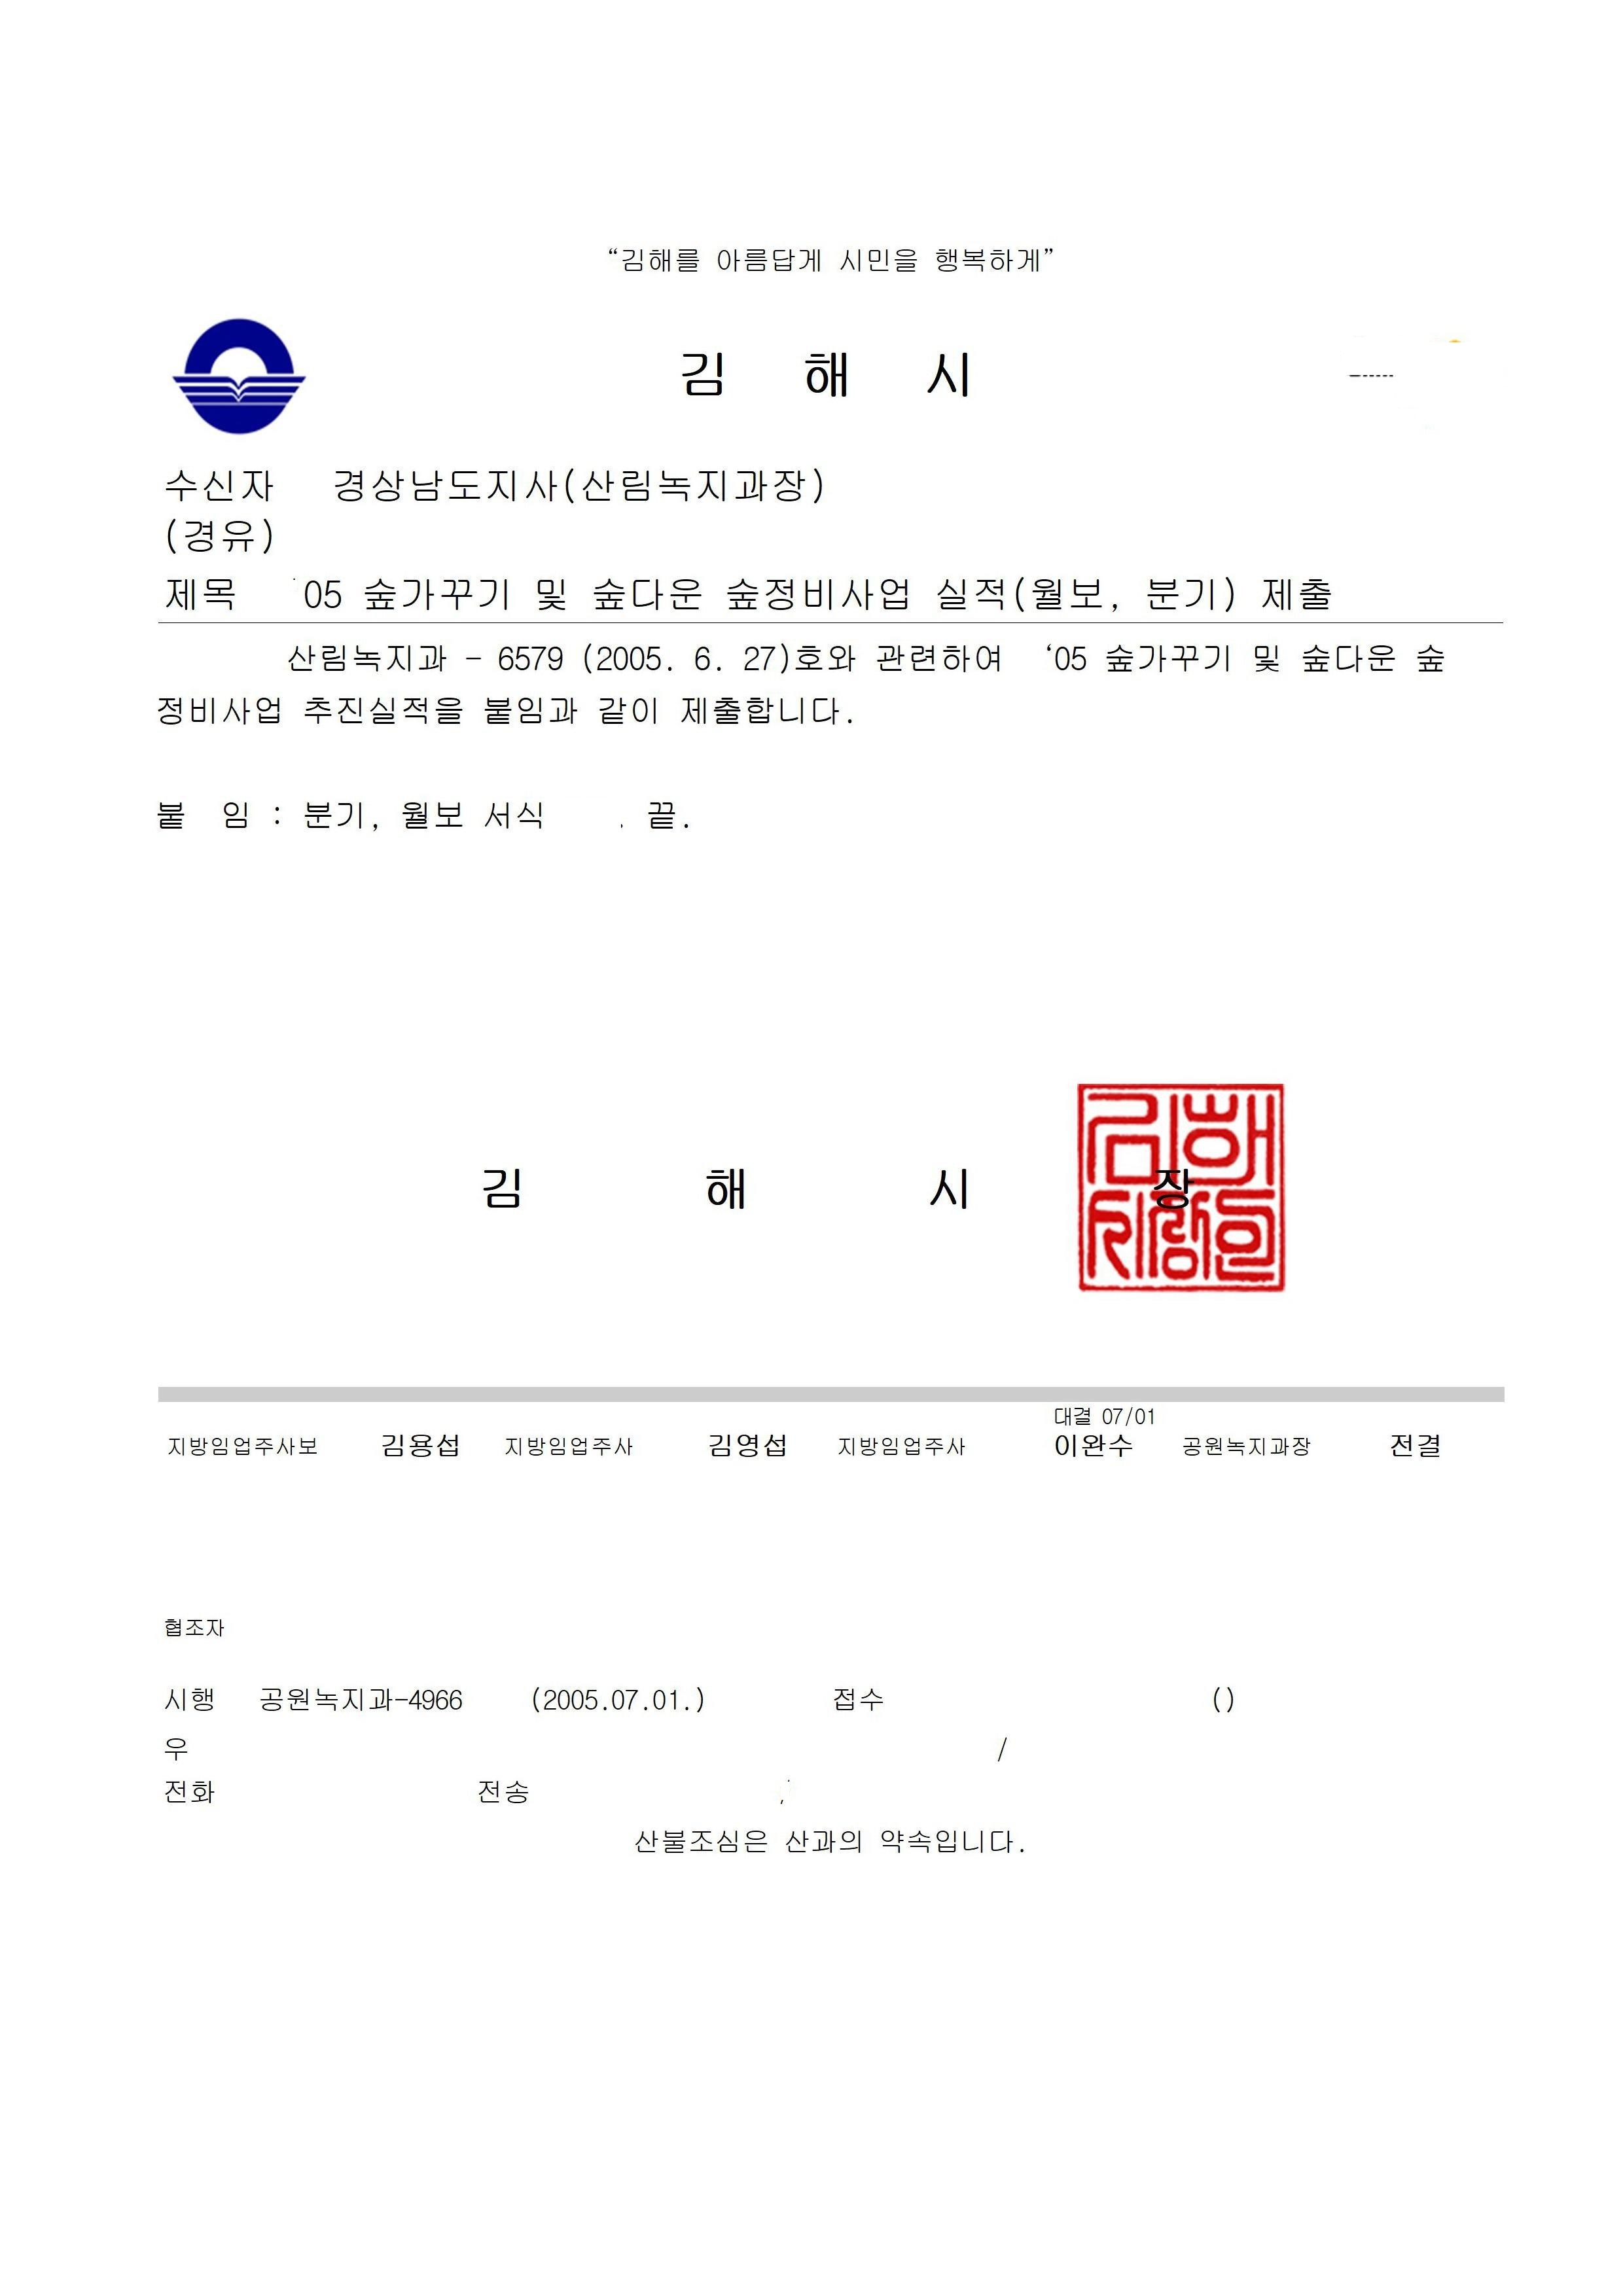 “김해를 아름답게 시민을 행복하게”
김 해 시
수신자 경상남도지사(산림녹지과장)
(경유)
제목 '05 숲가꾸기 및 숲다운 숲정비사업 실적(월보, 분기) 제출
산림녹지과 - 6579 (2005. 6. 27)호와 관련하여 ‘05 숲가꾸기 및 숲다운 숲
정비사업 추진실적을 붙임과 같이 제출합니다.
붙 임 : 분기, 월보 서식 . 끝.
김 해 시 장
대결 07/01
지방임업주사보 김용섭 지방임업주사 김영섭 지방임업주사 이완수 공원녹지과장 전결
협조자
시행 공원녹지과-4966 (2005.07.01.) 접수 ()
우 /
전화 전송
산불조심은 산과의 약속입니다.